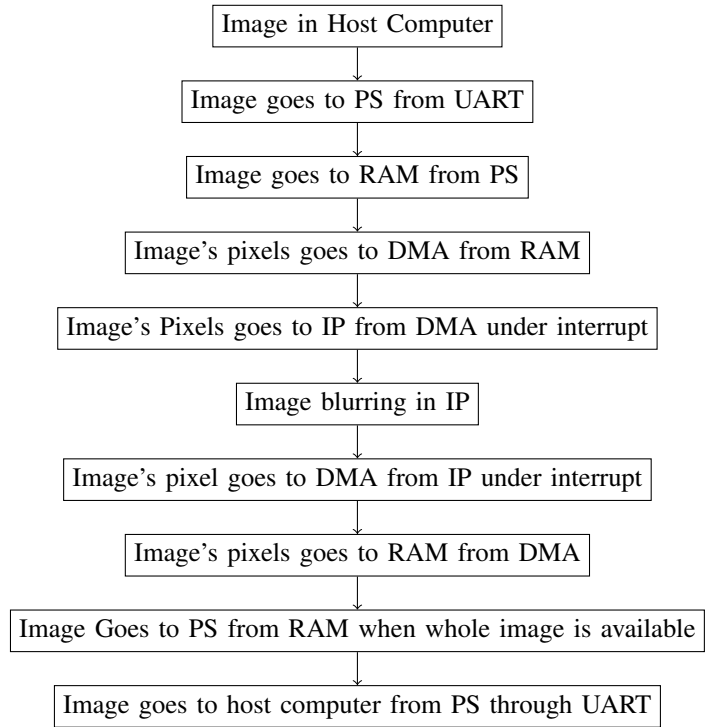 Image in Host Computer
Image goes to PS from UART
Image goes to RAM from PS
Image's pixels goes to DMA from RAM
Image's Pixels goes to IP from DMA under interrupt
Image blurring in IP
Image's pixel goes to DMA from IP under interrupt
Image's pixels goes to RAM from DMA
Image Goes to PS from RAM when whole image is available
Image goes to host computer from PS through UART